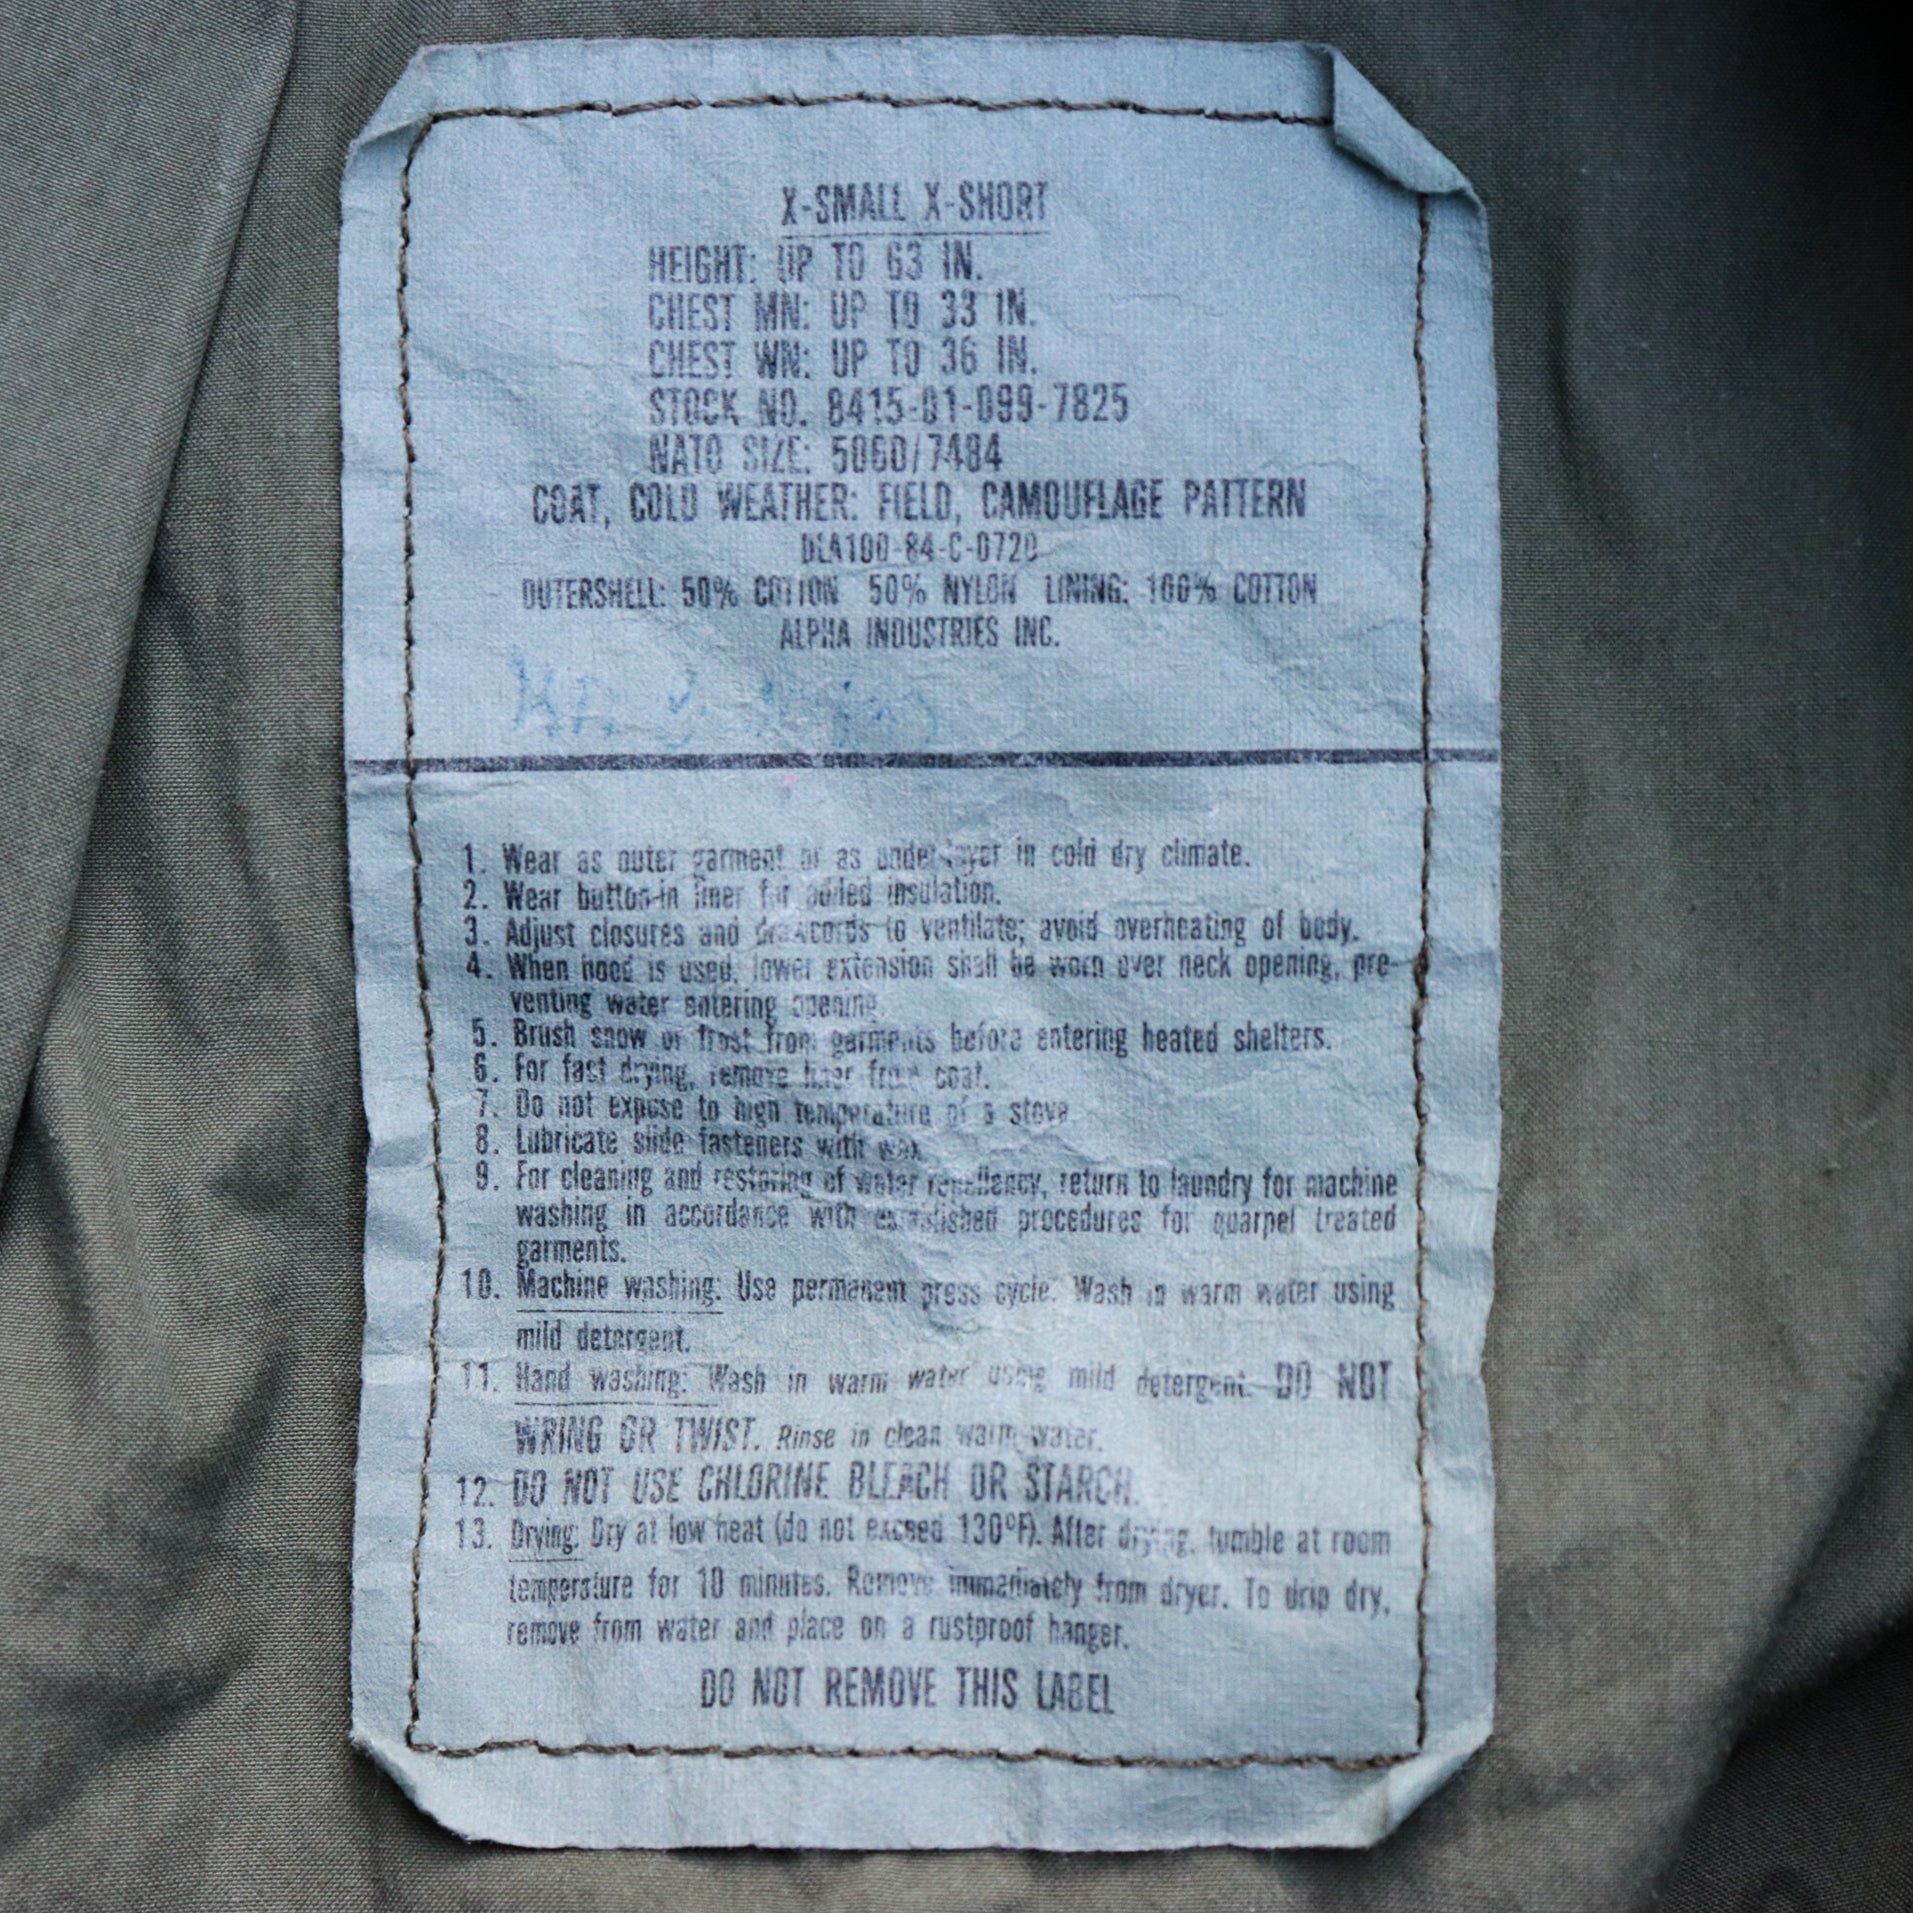 X-SMALL X-SHORT
HEIGHT: UP TO 63 IN.
CHEST MN: UP TO 33 IN.
CHEST WN: UP TO 36 IN.
STOCK NO. 8415-01-099-7825
NATO SIZE: 5060/7484
COAT, COLD WEATHER: FIELD, CAMOUFLAGE PATTERN
DLA100-84-C-0720
OUTERSHELL: 50% COTTON 50% NYLON LINING: 100% COTTON
ALPHA INDUSTRIES INC.
1. Wear as outer garment or as underlayer in cold dry climate.
2. Wear button-in liner for added insulation.
3. Adjust closures and drawcords to ventilate; avoid overheating of body.
4. When hood is used, lower extension shall be worn over neck opening, pre-
venting water entering opening.
5. Brush snow or frost from garments before entering heated shelters.
6. For fast drying, remove liner from coat.
7. Do not expose to high temperature of a stove.
8. Lubricate slide fasteners with wax.
9. For cleaning and restoring of water repellency, return to laundry for machine
washing in accordance with established procedures for quarpel treated
garments.
10. Machine washing: Use permanent press cycle. Wash in warm water using
mild detergent.
11. Hand washing: Wash in warm water using mild detergent. DO NOT
WRING OR TWIST. Rinse in clean warm water.
12. DO NOT USE CHLORINE BLEACH OR STARCH.
13. Drying: Dry at low heat (do not exceed 130°F). After drying, tumble at room
temperature for 10 minutes. Remove immediately from dryer. To drip dry,
remove from water and place on a rustproof hanger.
DO NOT REMOVE THIS LABEL